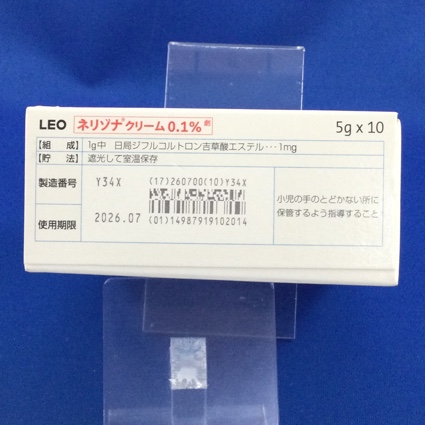 LEO ネリゾナ®クリーム0.1% 劇 5g×10
【組 成】 1g中 日局ジフルコルトロン吉草酸エステル･･･1mg
【貯 法】 遮光して室温保存
製造番号 Y34X (17)260700(10)Y34X
使用期限 2026.07 (01)14987919102014
小児の手のとどかない所に
保管するよう指導すること